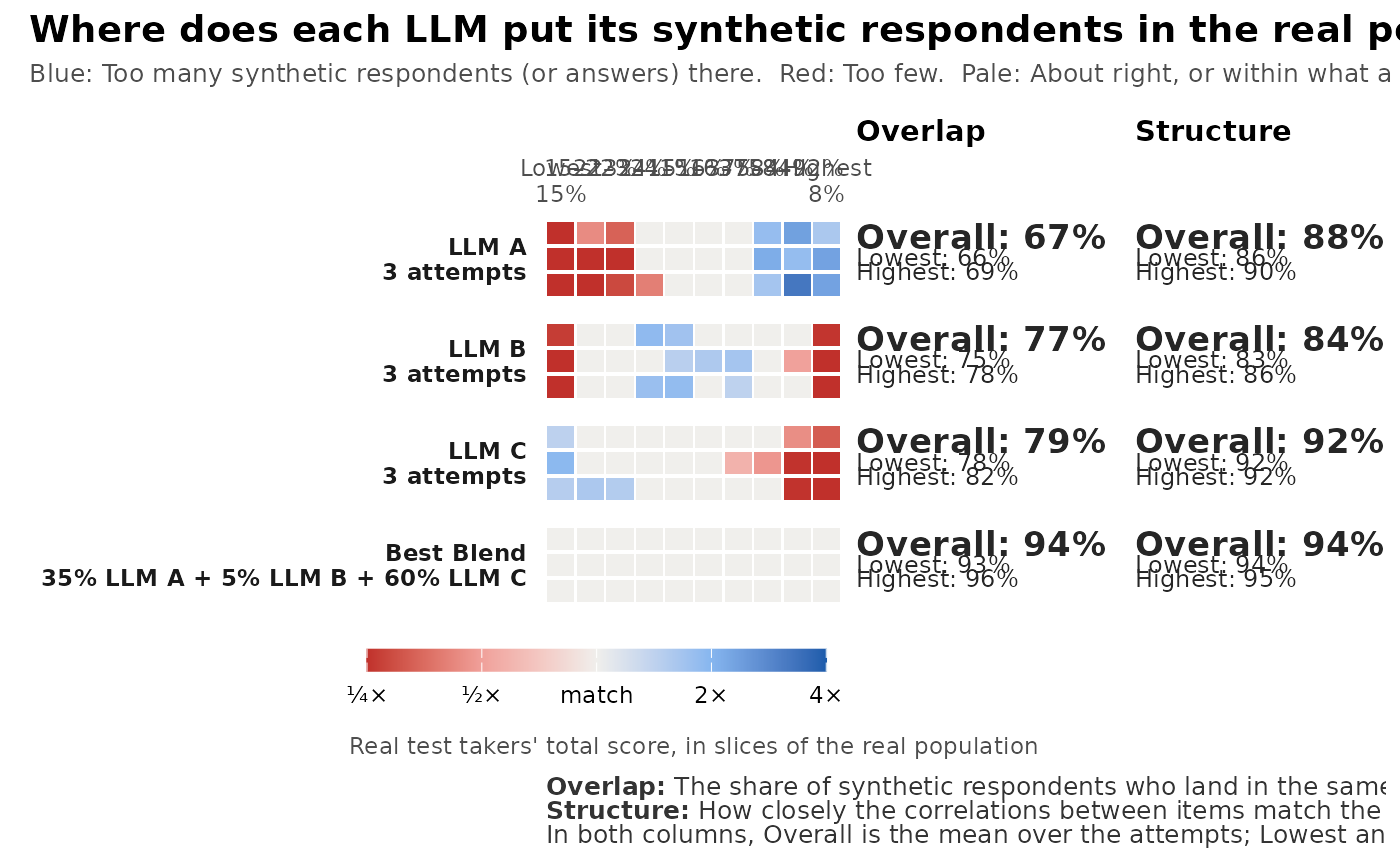 Where does each LLM put its synthetic respondents in the real
Blue: Too many synthetic respondents (or answers) there.  Red: Too few.  Pale: About right, or within what a
Overlap
Structure
Lowest
Highest
15%
8%
LLM A
3 attempts
Overall: 67%
Lowest: 66%
Highest: 69%
Overall: 88%
Lowest: 86%
Highest: 90%
LLM B
3 attempts
Overall: 77%
Lowest: 75%
Highest: 78%
Overall: 84%
Lowest: 83%
Highest: 86%
LLM C
3 attempts
Overall: 79%
Lowest: 78%
Highest: 82%
Overall: 92%
Lowest: 92%
Highest: 92%
Best Blend
35% LLM A + 5% LLM B + 60% LLM C
Overall: 94%
Lowest: 93%
Highest: 96%
Overall: 94%
Lowest: 94%
Highest: 95%
¼×
½×
match
2×
4×
Real test takers' total score, in slices of the real population
Overlap: The share of synthetic respondents who land in the same
Structure: How closely the correlations between items match the
In both columns, Overall is the mean over the attempts; Lowest an